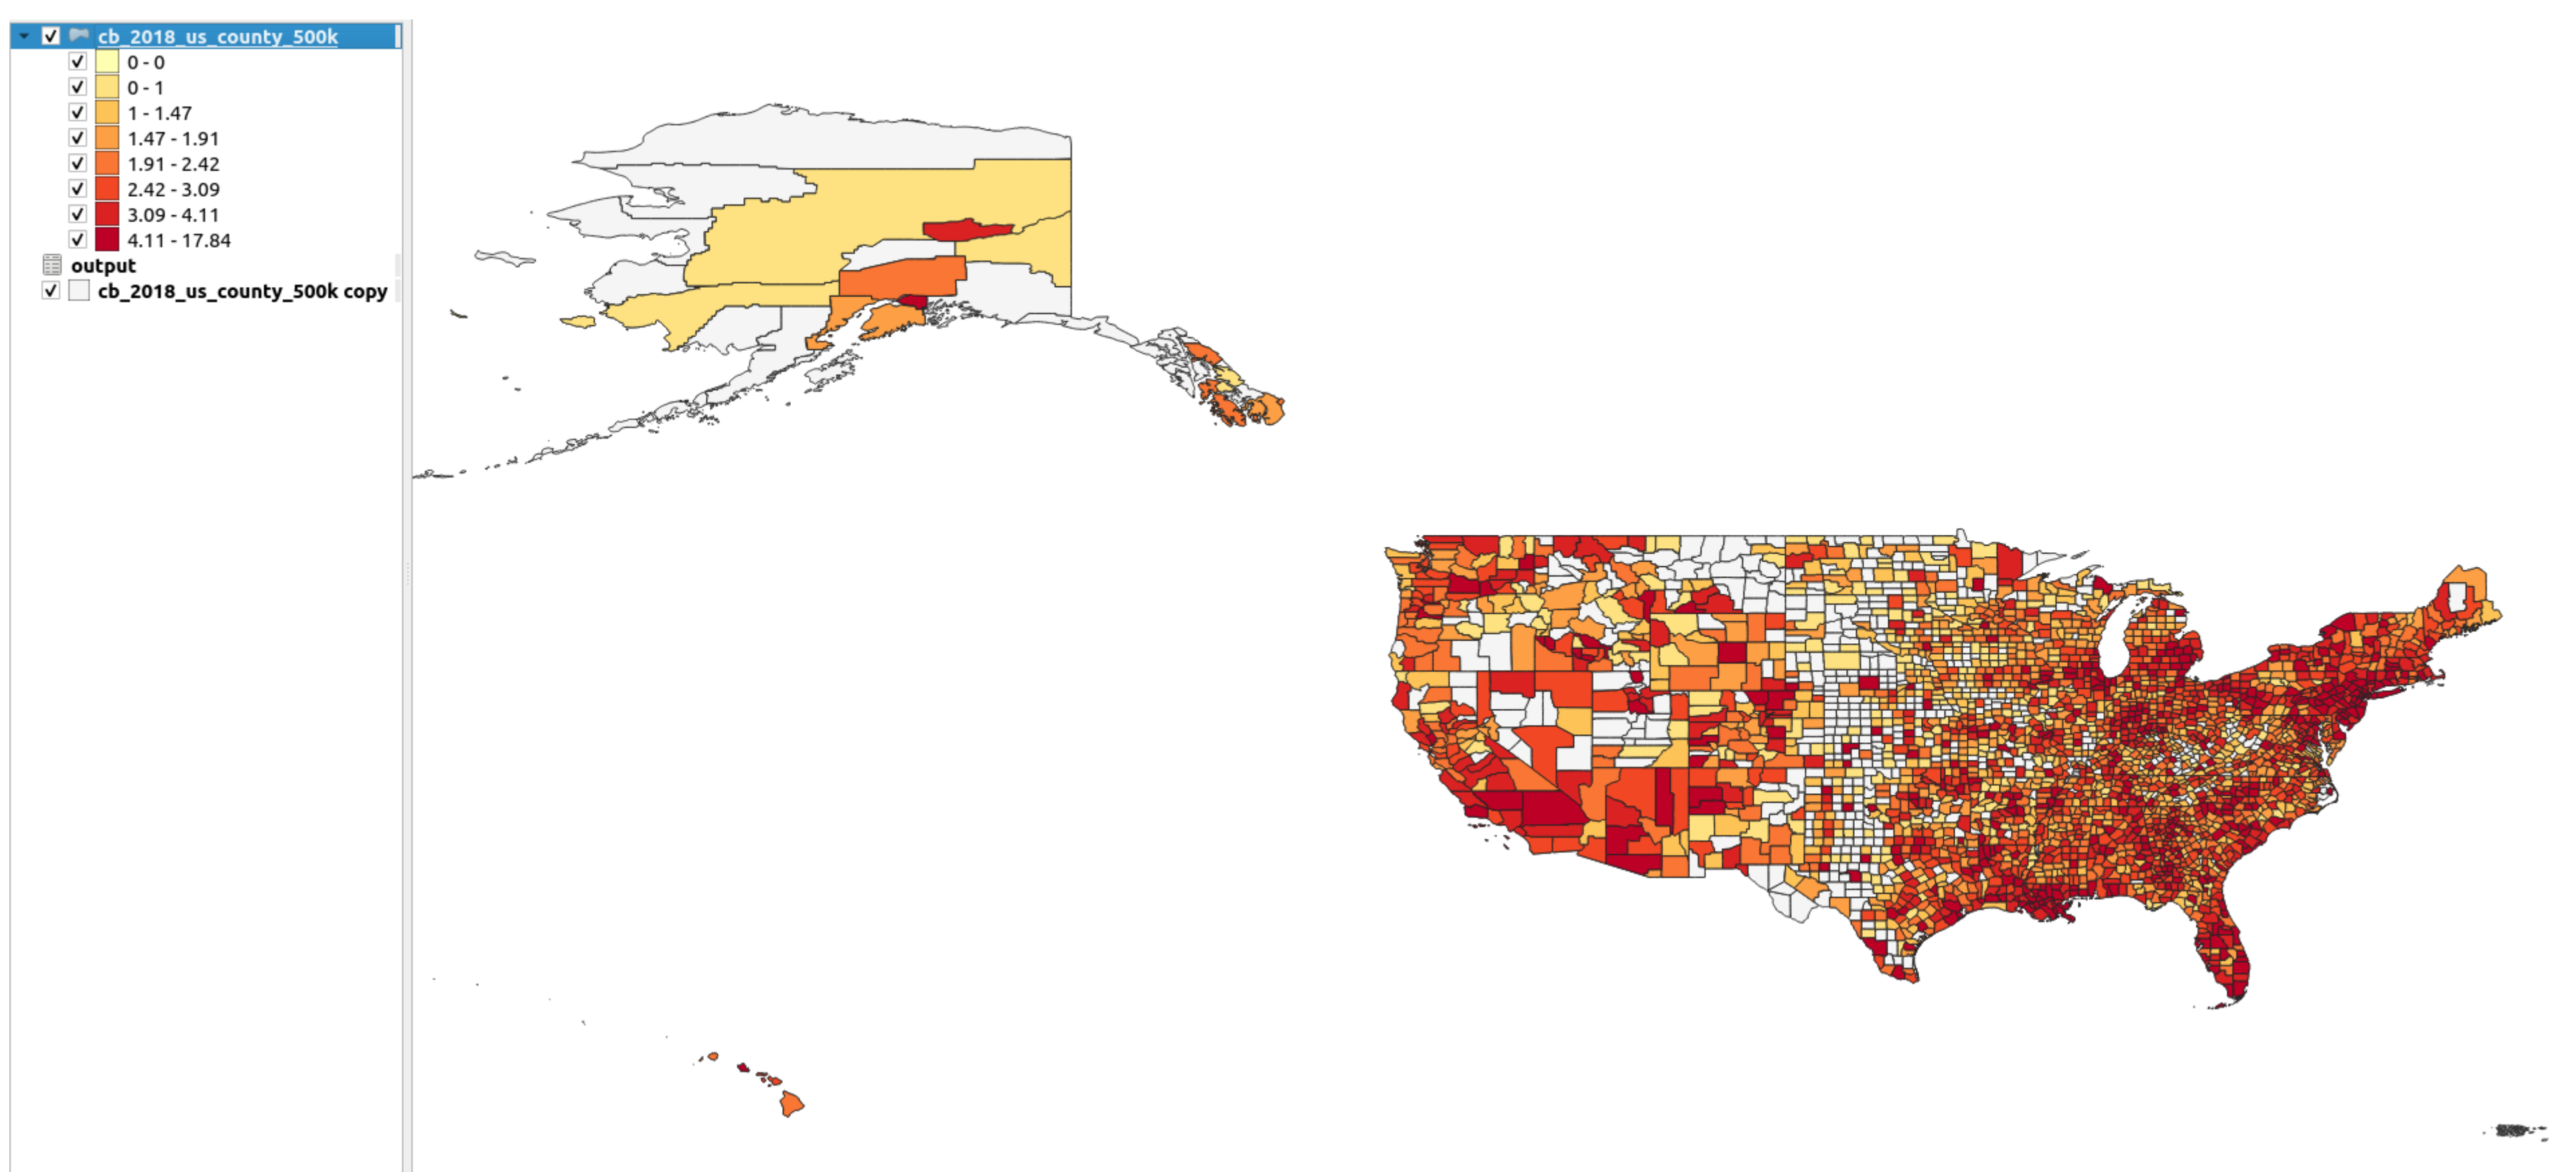 cb_2018_us_county_500k
0 - 0
0 - 1
1 - 1.47
1.47 - 1.91
1.91 - 2.42
2.42 - 3.09
3.09 - 4.11
4.11 - 17.84
output
cb_2018_us_county_500k copy